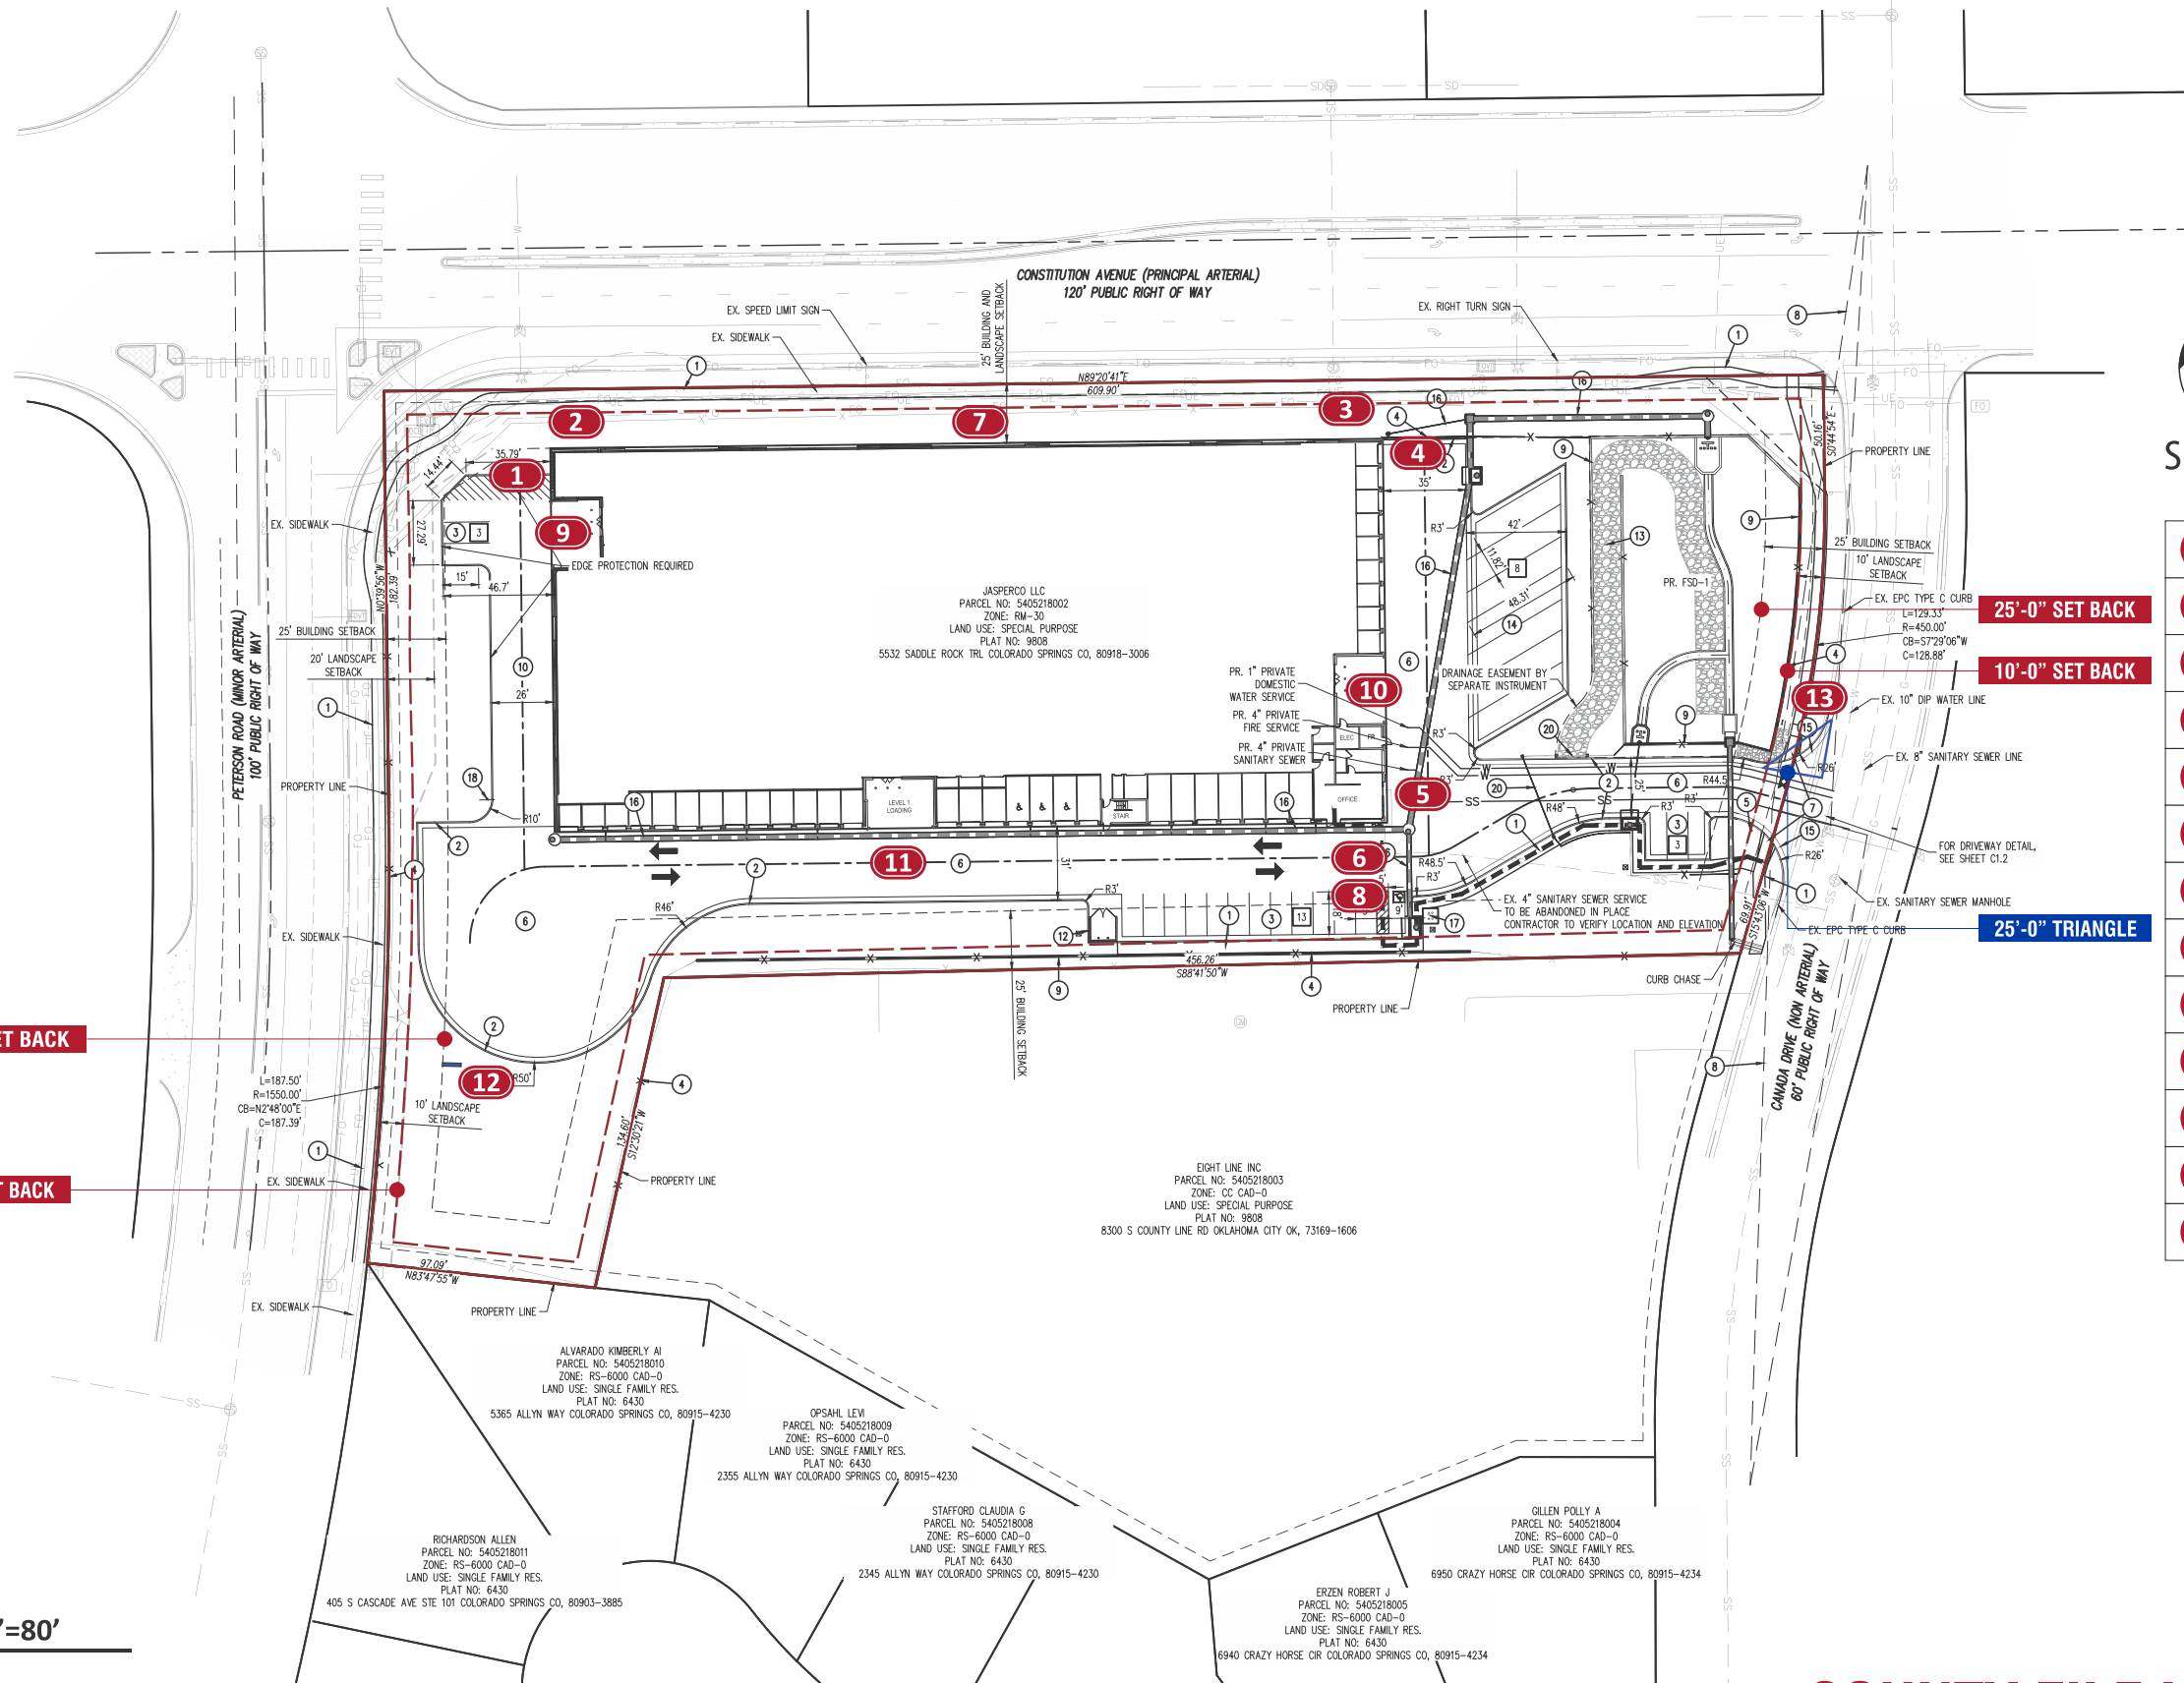 CONSTITUTION AVENUE (PRINCIPAL ARTERIAL)
120' PUBLIC RIGHT OF WAY
25' BUILDING AND
LANDSCAPE SETBACK
EX. SPEED LIMIT SIGN
EX. SIDEWALK
EX. RIGHT TURN SIGN
N89°20'41"E
609.90'
50.16'
S0°44'54"E
PROPERTY LINE
25' BUILDING SETBACK
10' LANDSCAPE
SETBACK
EX. EPC TYPE C CURB
L=129.33'
R=450.00'
CB=S7°29'06"W
C=128.88'
25'-0" SET BACK
10'-0" SET BACK
EX. 10" DIP WATER LINE
EX. 8" SANITARY SEWER LINE
FOR DRIVEWAY DETAIL,
SEE SHEET C1.2
EX. SANITARY SEWER MANHOLE
25'-0" TRIANGLE
EX. EPC TYPE C CURB
CANADA DRIVE (NON ARTERIAL)
60' PUBLIC RIGHT OF WAY
69.91'
S15°43'06"W
CURB CHASE
PETERSON ROAD (MINOR ARTERIAL)
100' PUBLIC RIGHT OF WAY
EX. SIDEWALK
N0°39'56"W
182.39'
14.44'
35.79'
27.29'
15'
46.7'
26'
EDGE PROTECTION REQUIRED
25' BUILDING SETBACK
20' LANDSCAPE
SETBACK
PROPERTY LINE
R10'
EX. SIDEWALK
JASPERCO LLC
PARCEL NO: 5405218002
ZONE: RM-30
LAND USE: SPECIAL PURPOSE
PLAT NO: 9808
5532 SADDLE ROCK TRL COLORADO SPRINGS CO, 80918-3006
PR. 1" PRIVATE
DOMESTIC
WATER SERVICE
PR. 4" PRIVATE
FIRE SERVICE
PR. 4" PRIVATE
SANITARY SEWER
35'
42'
11.82'
48.31'
R3'
PR. FSD-1
DRAINAGE EASEMENT BY
SEPARATE INSTRUMENT
LEVEL 1
LOADING
STAIR
ELEC
OFFICE
31'
R46'
R3'
R48.5'
R48'
25'
R44.5
R26'
R26'
EX. 4" SANITARY SEWER SERVICE
TO BE ABANDONED IN PLACE
CONTRACTOR TO VERIFY LOCATION AND ELEVATION
456.26'
S88°41'50"W
25' BUILDING SETBACK
PROPERTY LINE
ET BACK
L=187.50'
R=1550.00'
CB=N2°48'00"E
C=187.39'
R50'
10' LANDSCAPE
SETBACK
134.60'
S12°30'21"W
PROPERTY LINE
T BACK
EX. SIDEWALK
97.09'
N83°47'55"W
EX. SIDEWALK
PROPERTY LINE
EIGHT LINE INC
PARCEL NO: 5405218003
ZONE: CC CAD-O
LAND USE: SPECIAL PURPOSE
PLAT NO: 9808
8300 S COUNTY LINE RD OKLAHOMA CITY OK, 73169-1606
ALVARADO KIMBERLY AI
PARCEL NO: 5405218010
ZONE: RS-6000 CAD-O
LAND USE: SINGLE FAMILY RES.
PLAT NO: 6430
5365 ALLYN WAY COLORADO SPRINGS CO, 80915-4230
OPSAHL LEVI
PARCEL NO: 5405218009
ZONE: RS-6000 CAD-O
LAND USE: SINGLE FAMILY RES.
PLAT NO: 6430
2355 ALLYN WAY COLORADO SPRINGS CO, 80915-4230
STAFFORD CLAUDIA G
PARCEL NO: 5405218008
ZONE: RS-6000 CAD-O
LAND USE: SINGLE FAMILY RES.
PLAT NO: 6430
2345 ALLYN WAY COLORADO SPRINGS CO, 80915-4230
GILLEN POLLY A
PARCEL NO: 5405218004
ZONE: RS-6000 CAD-O
LAND USE: SINGLE FAMILY RES.
PLAT NO: 6430
6950 CRAZY HORSE CIR COLORADO SPRINGS CO, 80915-4234
RICHARDSON ALLEN
PARCEL NO: 5405218011
ZONE: RS-6000 CAD-O
LAND USE: SINGLE FAMILY RES.
PLAT NO: 6430
405 S CASCADE AVE STE 101 COLORADO SPRINGS CO, 80903-3885
ERZEN ROBERT J
PARCEL NO: 5405218005
ZONE: RS-6000 CAD-O
LAND USE: SINGLE FAMILY RES.
PLAT NO: 6430
6940 CRAZY HORSE CIR COLORADO SPRINGS CO, 80915-4234
'=80'
1
2
3
4
5
6
7
8
9
10
11
12
13